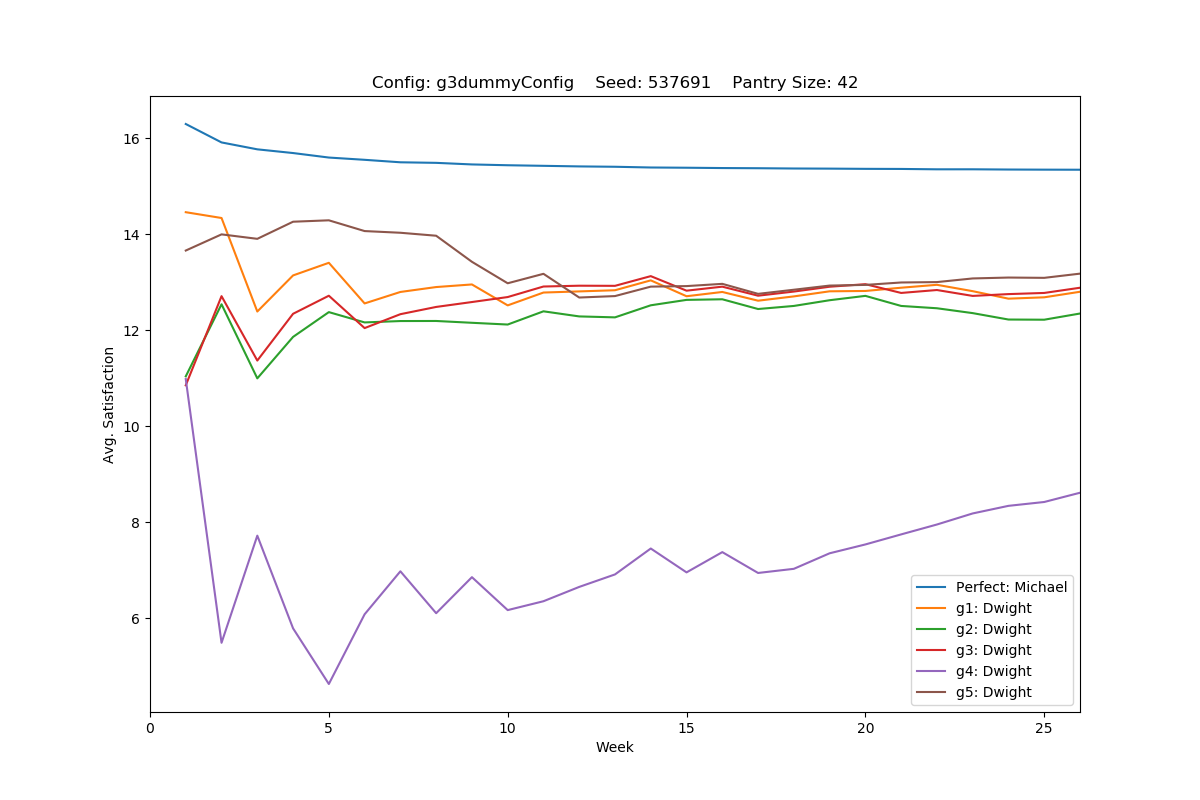 Config: g3dummyConfig    Seed: 537691    Pantry Size: 42
16
14
12
10
8
6
Avg. Satisfaction
0
5
10
15
20
25
Week
Perfect: Michael
g1: Dwight
g2: Dwight
g3: Dwight
g4: Dwight
g5: Dwight